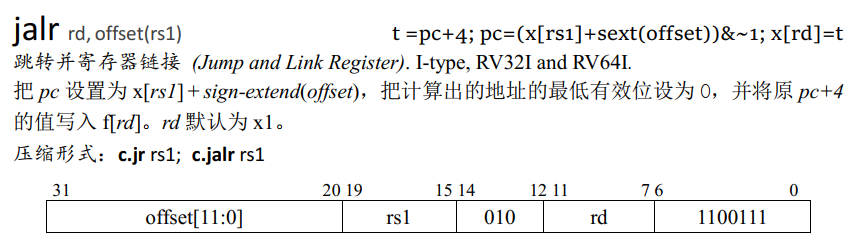 jalr rd, offset(rs1) t =pc+4; pc=(x[rs1]+sext(offset))&~1; x[rd]=t
跳转并寄存器链接 (Jump and Link Register). I-type, RV32I and RV64I.
把 pc 设置为 x[rs1] + sign-extend(offset)，把计算出的地址的最低有效位设为 0，并将原 pc+4
的值写入 f[rd]。rd 默认为 x1。
压缩形式：c.jr rs1; c.jalr rs1
31 20 19 15 14 12 11 7 6 0
offset[11:0] rs1 010 rd 1100111